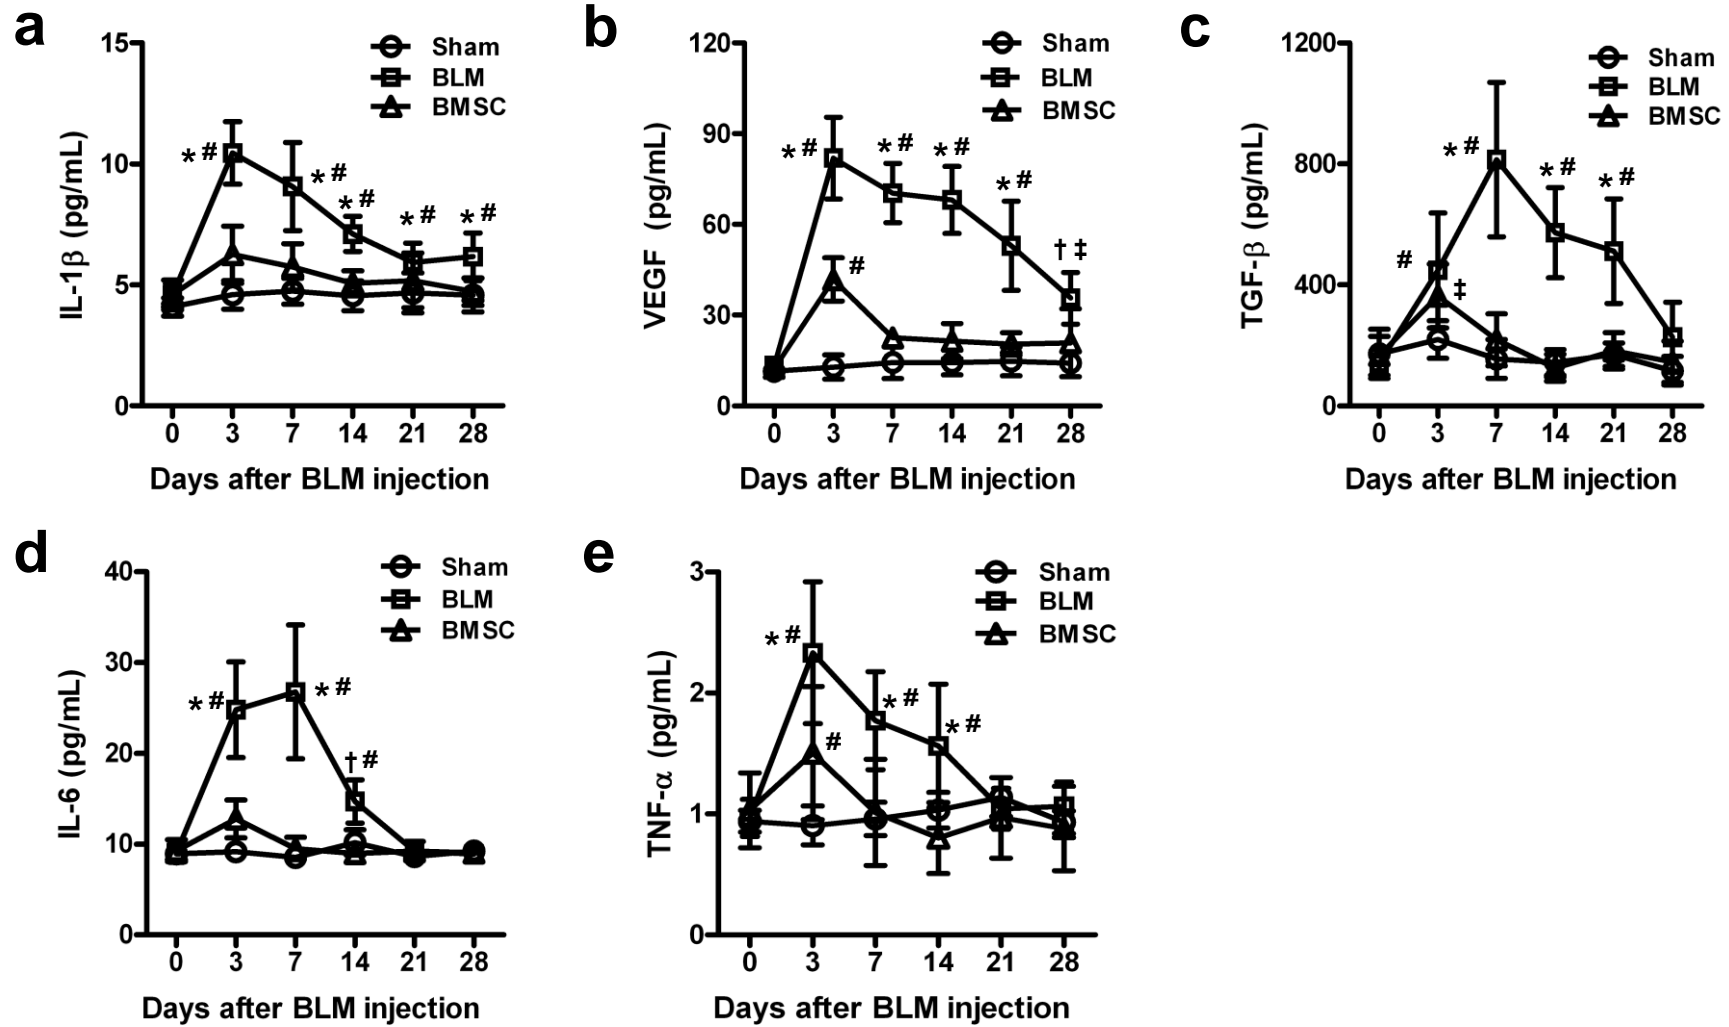 a
15
10
5
0
IL-1β (pg/mL)
Sham
BLM
BMSC
* #
* #
* #
* #
* #
0 3 7 14 21 28
Days after BLM injection
b
120
90
60
30
0
VEGF (pg/mL)
Sham
BLM
BMSC
* #
* #
* #
* #
† ‡
#
0 3 7 14 21 28
Days after BLM injection
c
1200
800
400
0
TGF-β (pg/mL)
Sham
BLM
BMSC
* #
* #
* #
#
‡
0 3 7 14 21 28
Days after BLM injection
d
40
30
20
10
0
IL-6 (pg/mL)
Sham
BLM
BMSC
* #
* #
† #
0 3 7 14 21 28
Days after BLM injection
e
3
2
1
0
TNF-α (pg/mL)
Sham
BLM
BMSC
* #
* #
* #
#
0 3 7 14 21 28
Days after BLM injection